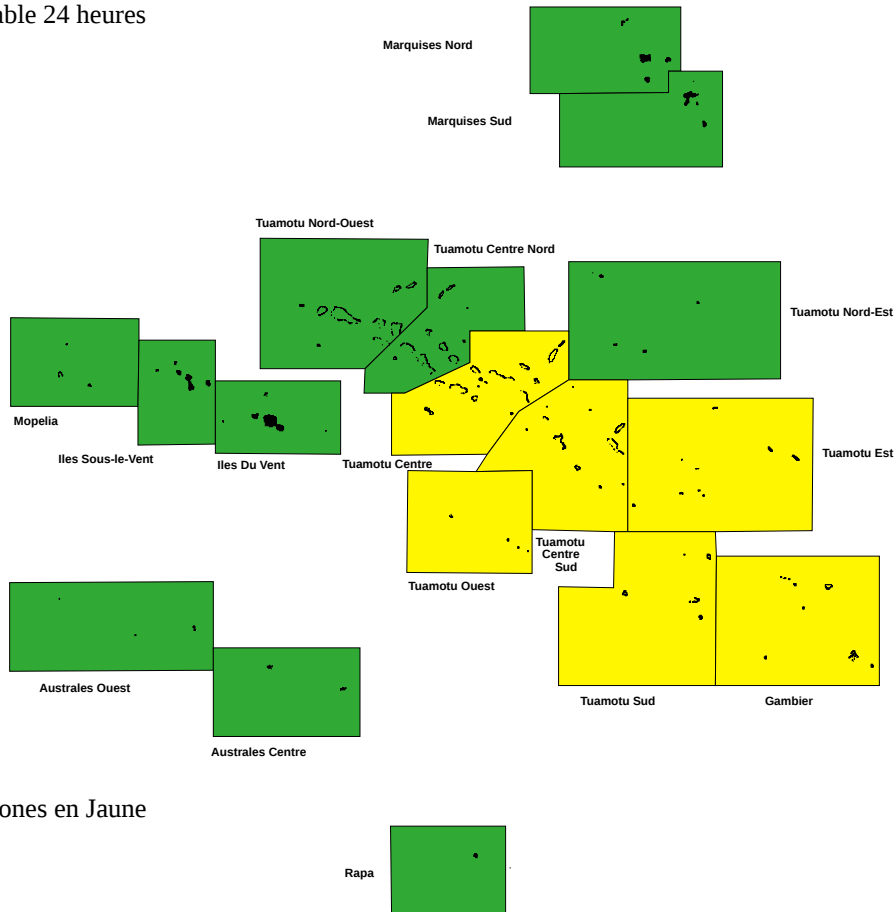 able 24 heures
Marquises Nord
Marquises Sud
Tuamotu Nord-Ouest
Tuamotu Centre Nord
Tuamotu Nord-Est
Mopelia
Iles Sous-le-Vent
Iles Du Vent
Tuamotu Centre
Tuamotu Est
Tuamotu
Centre
Sud
Tuamotu Ouest
Australes Ouest
Tuamotu Sud
Gambier
Australes Centre
ones en Jaune
Rapa